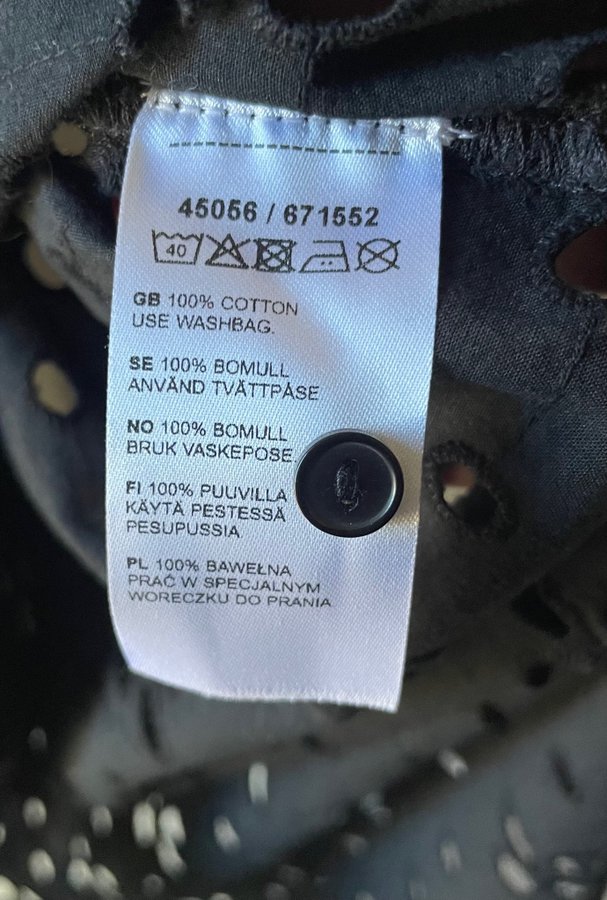 45056 / 671552
40
GB 100% COTTON
USE WASHBAG.
SE 100% BOMULL
ANVÄND TVÄTTPÅSE
NO 100% BOMULL
BRUK VASKEPOSE
FI 100% PUUVILLA
KÄYTÄ PESTESSÄ
PESUPUSSIA
PL 100% BAWEŁNA
PRAĆ W SPECJALNYM
WORECZKU DO PRANIA